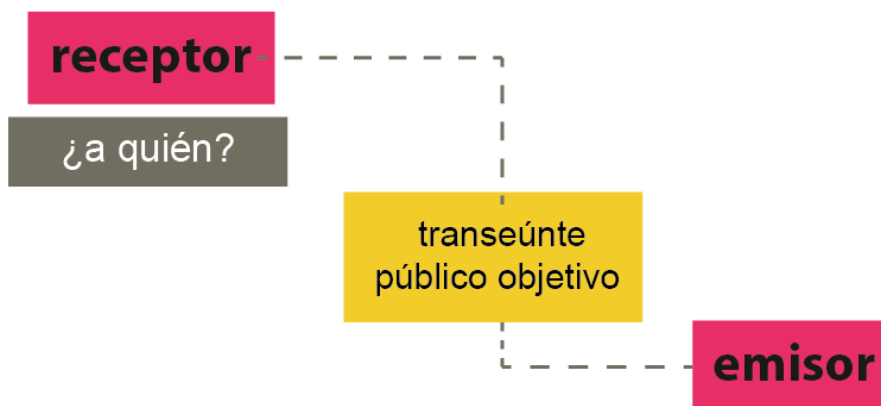 receptor
¿a quién?
transeúnte
público objetivo
emisor